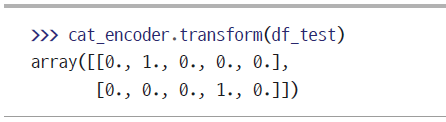 >>> cat_encoder.transform(df_test)
array([[0., 1., 0., 0., 0.],
       [0., 0., 0., 1., 0.]])